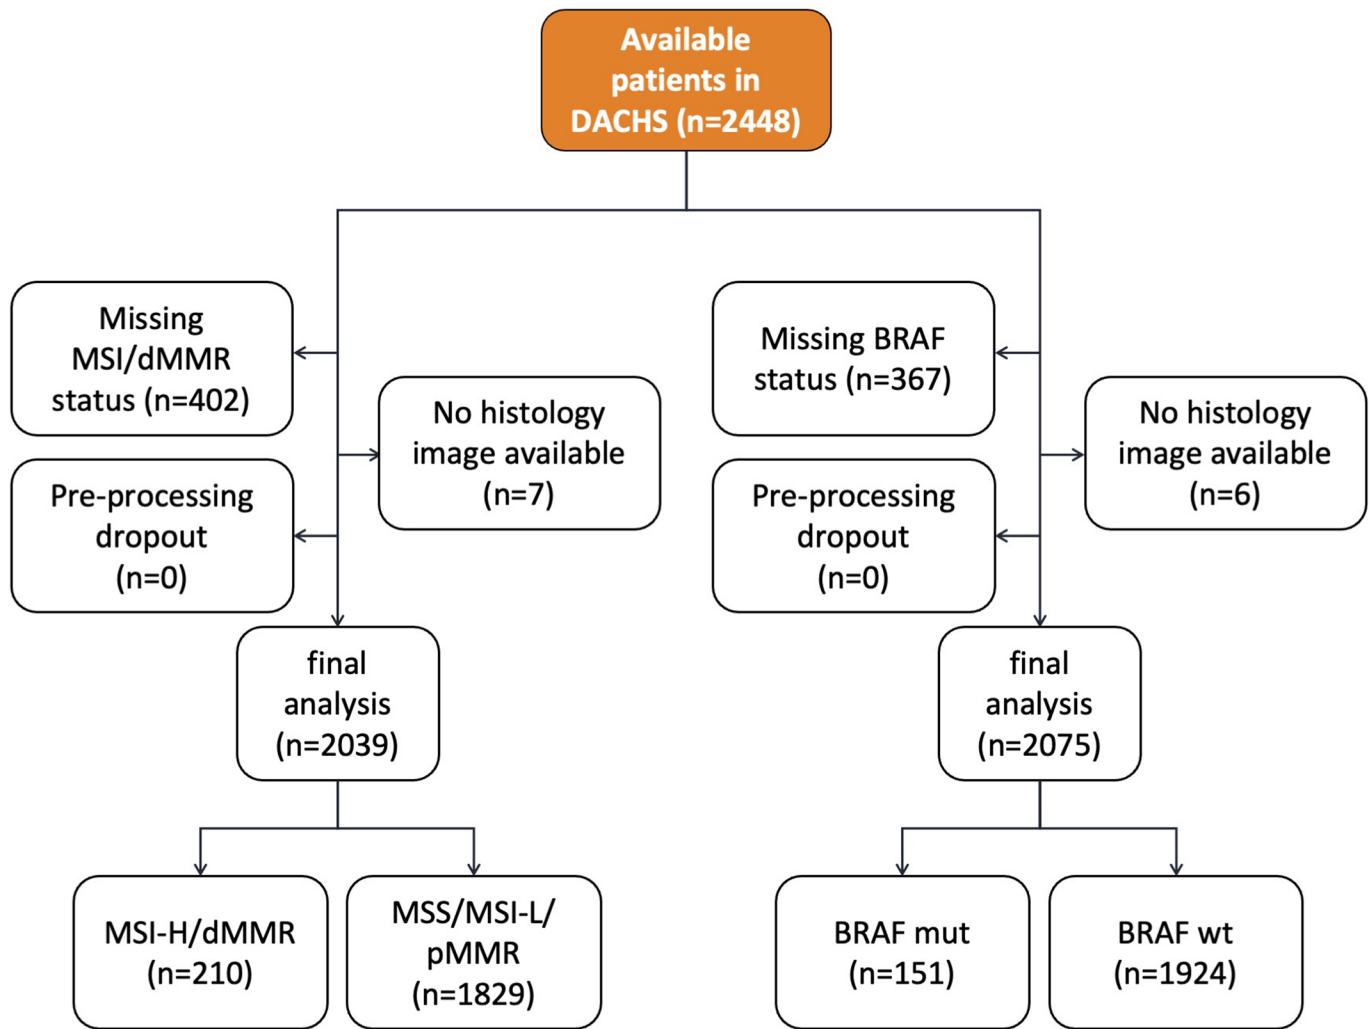 Available
patients in
DACHS (n=2448)
Missing
MSI/dMMR
status (n=402)
No histology
image available
(n=7)
Pre-processing
dropout
(n=0)
final
analysis
(n=2039)
MSI-H/dMMR
(n=210)
MSS/MSI-L/
pMMR
(n=1829)
Missing BRAF
status (n=367)
No histology
image available
(n=6)
Pre-processing
dropout
(n=0)
final
analysis
(n=2075)
BRAF mut
(n=151)
BRAF wt
(n=1924)